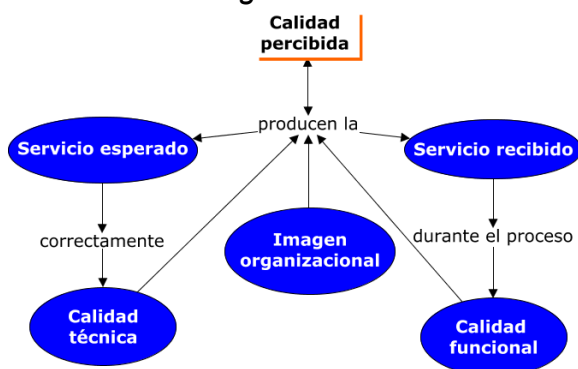 Calidad
percibida
producen la
Servicio esperado
Servicio recibido
correctamente
Imagen
organizacional
durante el proceso
Calidad
técnica
Calidad
funcional